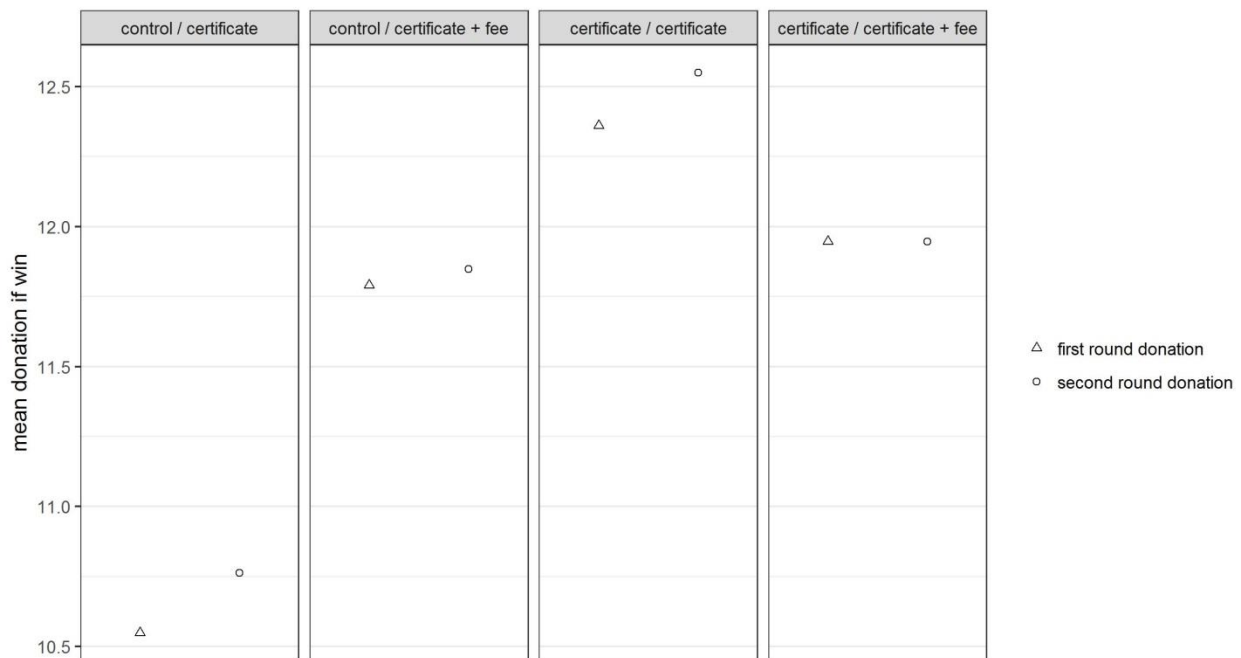 control / certificate
control / certificate + fee
certificate / certificate
certificate / certificate + fee
mean donation if win
12.5
12.0
11.5
11.0
10.5
first round donation
second round donation